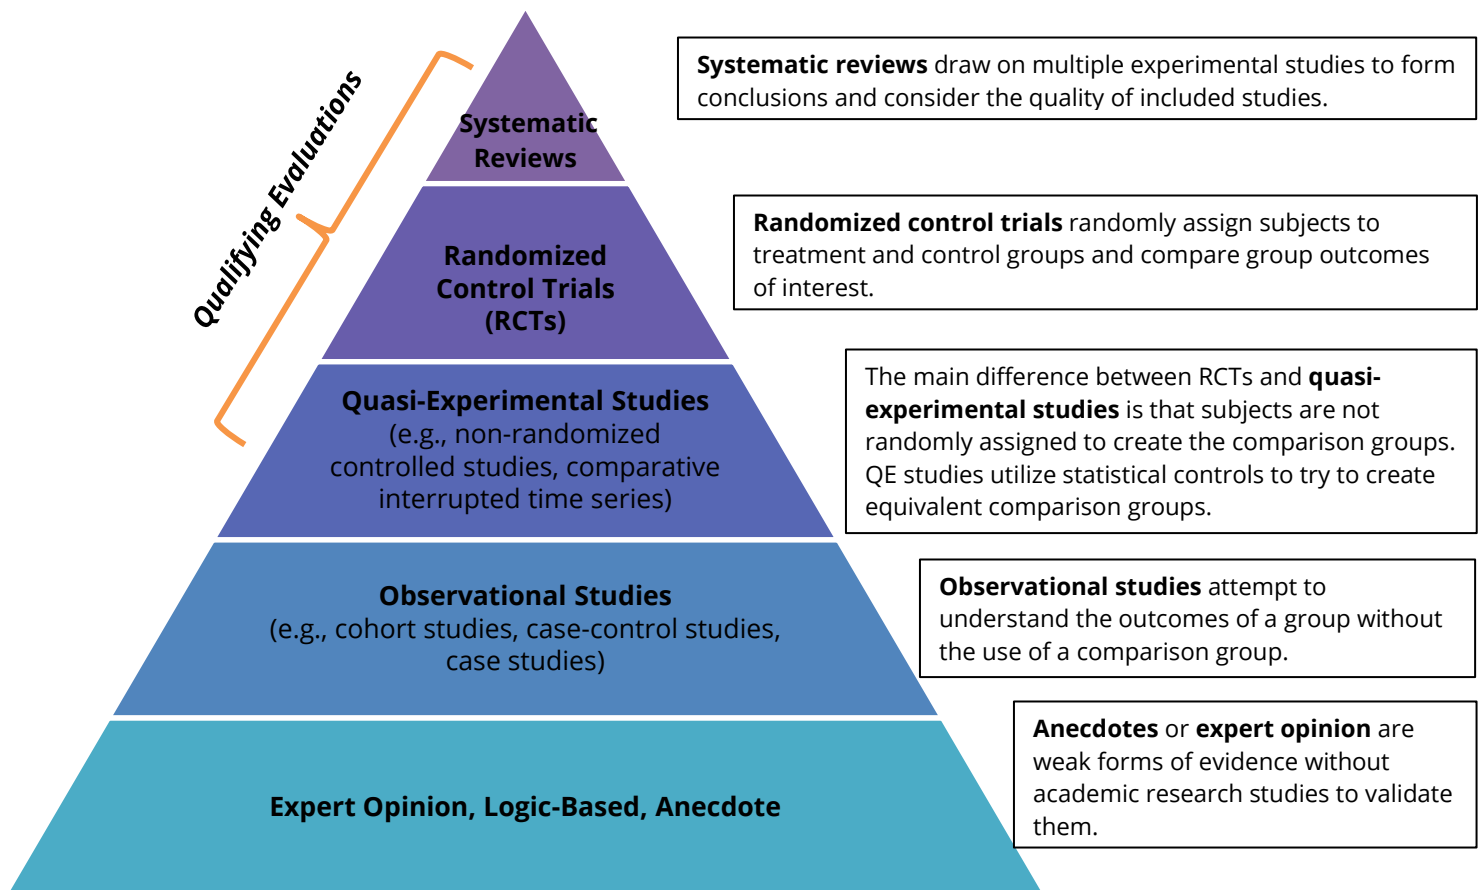 Qualifying Evaluations
Systematic
Reviews
Systematic reviews draw on multiple experimental studies to form
conclusions and consider the quality of included studies.
Randomized
Control Trials
(RCTs)
Randomized control trials randomly assign subjects to
treatment and control groups and compare group outcomes
of interest.
Quasi-Experimental Studies
(e.g., non-randomized
controlled studies, comparative
interrupted time series)
The main difference between RCTs and quasi-
experimental studies is that subjects are not
randomly assigned to create the comparison groups.
QE studies utilize statistical controls to try to create
equivalent comparison groups.
Observational Studies
(e.g., cohort studies, case-control studies,
case studies)
Observational studies attempt to
understand the outcomes of a group without
the use of a comparison group.
Expert Opinion, Logic-Based, Anecdote
Anecdotes or expert opinion are
weak forms of evidence without
academic research studies to validate
them.